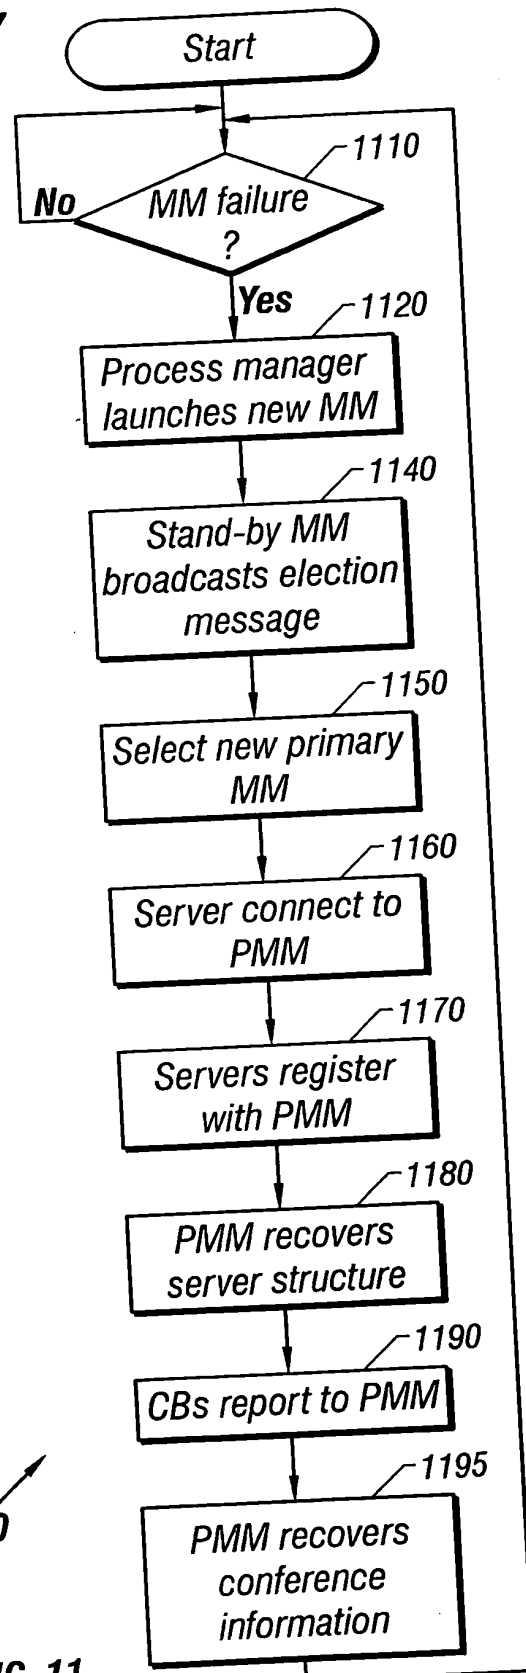 Start
1110
No
MM failure
?
Yes
1120
Process manager
launches new MM
1140
Stand-by MM
broadcasts election
message
1150
Select new primary
MM
1160
Server connect to
PMM
1170
Servers register
with PMM
1180
PMM recovers
server structure
1190
CBs report to PMM
1195
PMM recovers
conference
information
11